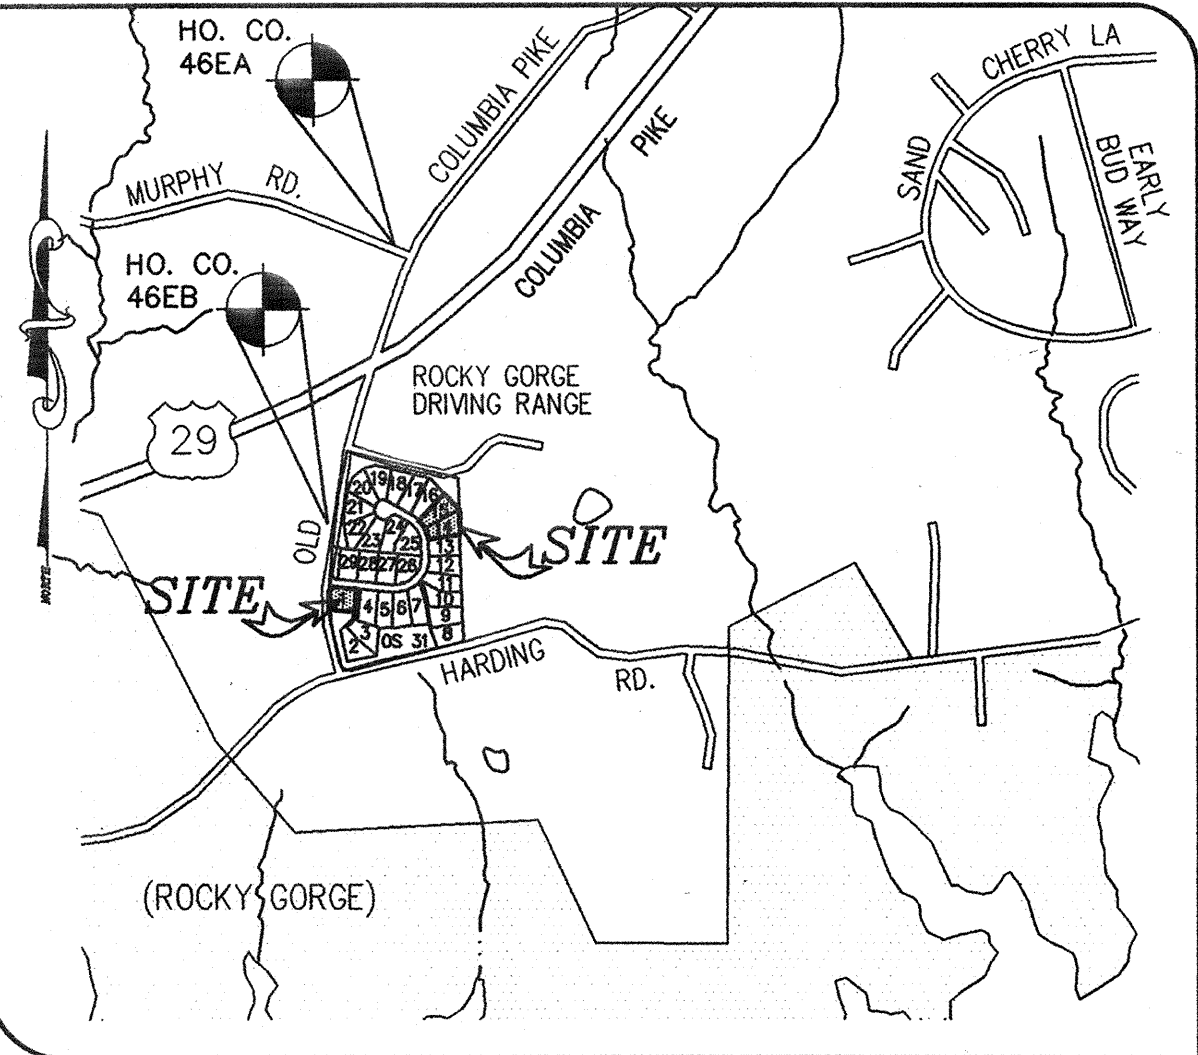 HO. CO.
46EA
COLUMBIA PIKE
PIKE
CHERRY LA
SAND
EARLY
BUD WAY
MURPHY RD.
COLUMBIA
HO. CO.
46EB
ROCKY GORGE
DRIVING RANGE
29
OLD
20 19 18 17 16
21 15
22 24 14
23 25 13
29 28 27 26 12
11
10
4 5 6 7 9
3 8
2 OS 31
SITE
SITE
HARDING RD.
NORTH
(ROCKY GORGE)